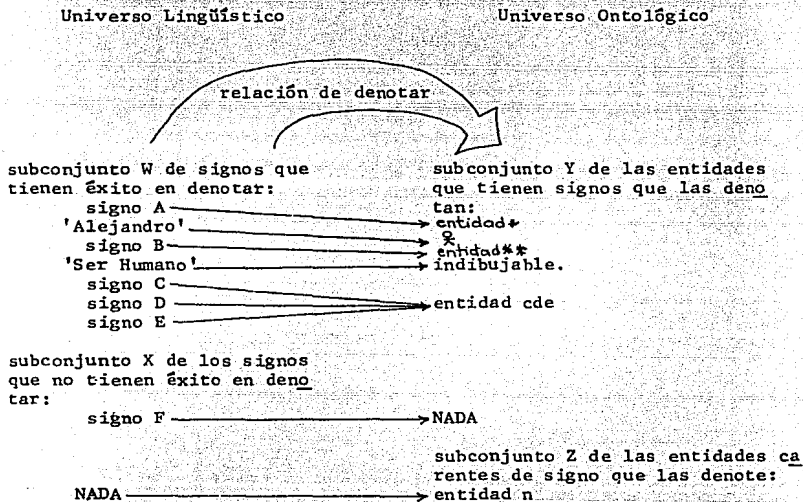 Universo Lingüístico Universo Ontológico
relación de denotar
subconjunto W de signos que
tienen éxito en denotar:
signo A
'Alejandro'
signo B
'Ser Humano'
signo C
signo D
signo E
subconjunto Y de las entidades
que tienen signos que las deno
tan:
entidad*
entidad**
indibujable.
entidad cde
subconjunto X de los signos
que no tienen éxito en deno
tar:
signo F NADA
subconjunto Z de las entidades ca
rentes de signo que las denote:
NADA entidad n